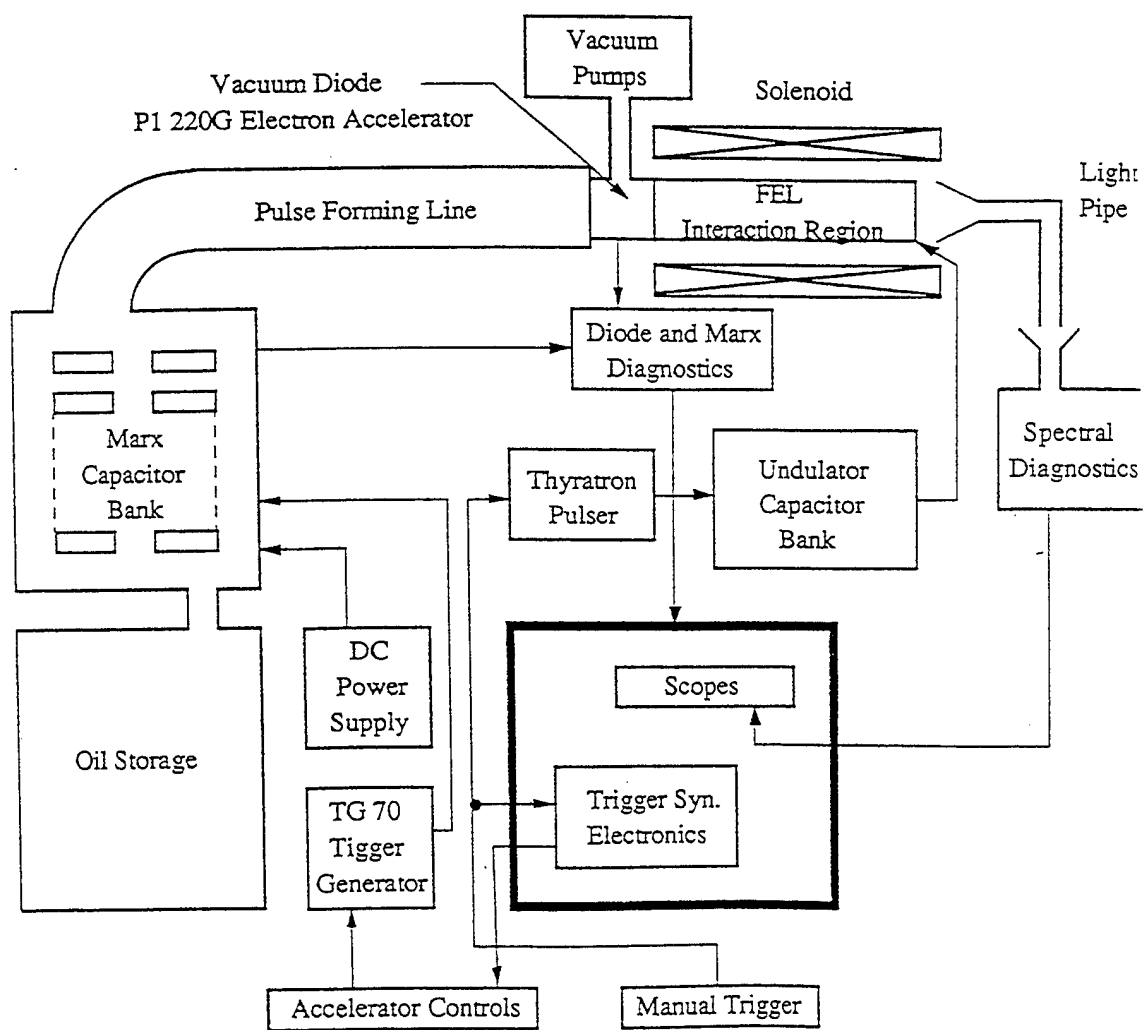 Vacuum
Pumps
Vacuum Diode
P1 220G Electron Accelerator
Solenoid
Light
Pipe
Pulse Forming Line
FEL
Interaction Region
Diode and Marx
Diagnostics
Marx
Capacitor
Bank
Thyratron
Pulser
Undulator
Capacitor
Bank
Spectral
Diagnostics
DC
Power
Supply
Scopes
Oil Storage
TG 70
Tigger
Generator
Trigger Syn.
Electronics
Accelerator Controls
Manual Trigger